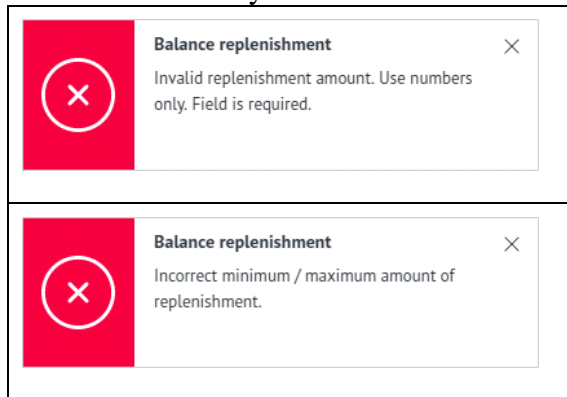 Balance replenishment
Invalid replenishment amount. Use numbers
only. Field is required.
Balance replenishment
Incorrect minimum / maximum amount of
replenishment.